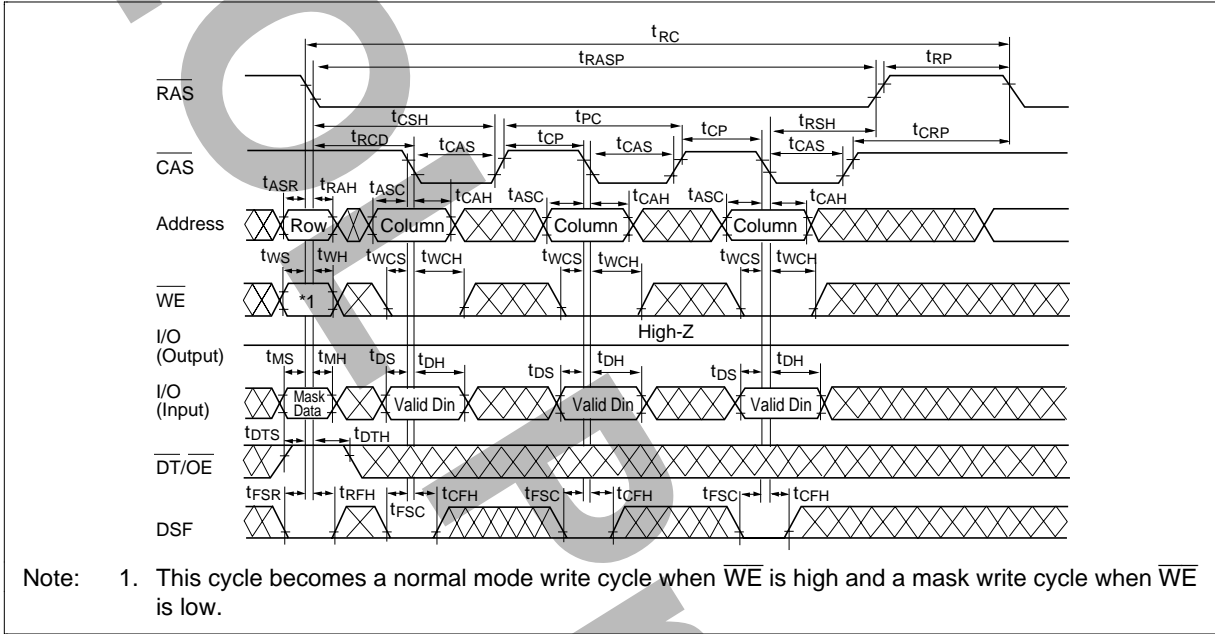 tRC
tRASP tRP
RAS
tCSH tPC tRSH
tRCD tCAS tCP tCAS tCP tCAS tCRP
CAS
tASR tRAH tASC tCAH tASC tCAH tASC tCAH
Address Row Column Column Column
tWS tWH tWCS tWCH tWCS tWCH tWCS tWCH
WE *1
I/O (Output) High-Z
tMS tMH tDS tDH tDS tDH tDS tDH
I/O (Input) Mask Data Valid Din Valid Din Valid Din
tDTS tDTH
DT/OE
tFSR tRFH tFSC tCFH tFSC tCFH tFSC tCFH
DSF
Note: 1. This cycle becomes a normal mode write cycle when WE is high and a mask write cycle when WE
is low.